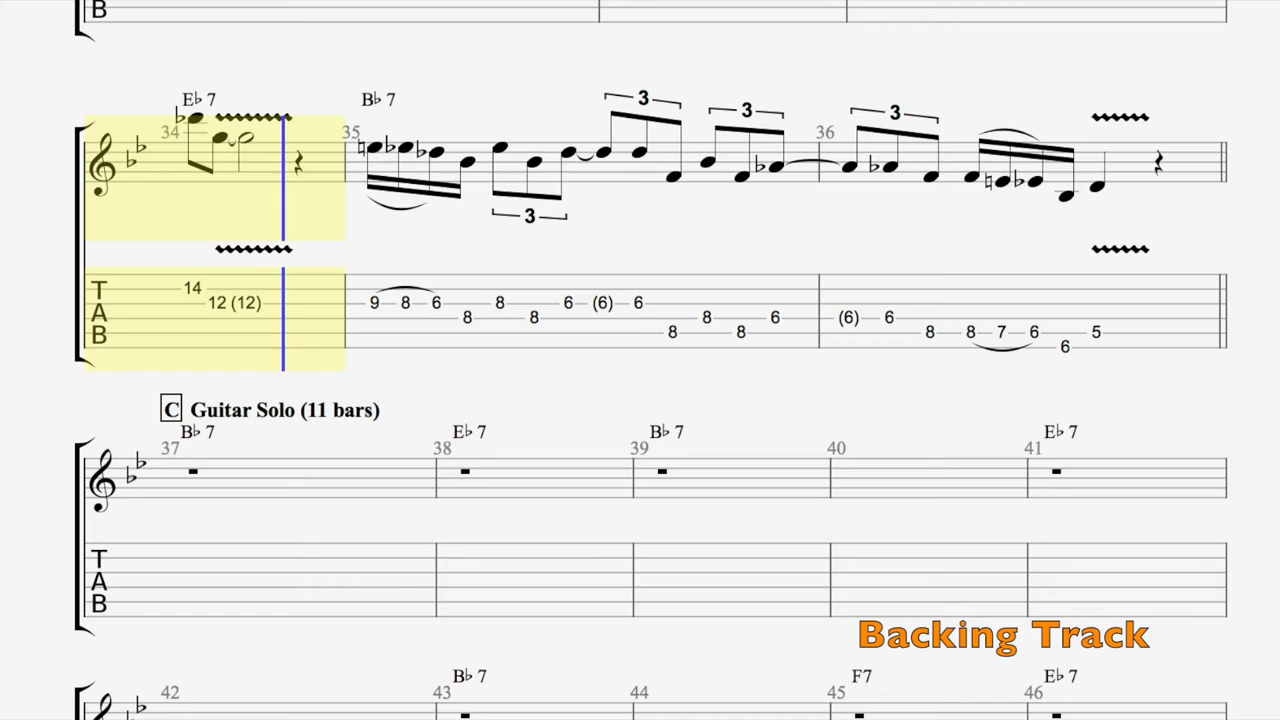 B
E♭ 7 B♭ 7 3 3 3
34 35 36
3
T 14 9 8 6 8 8 8 6 (6) 6 8 8 8 6 (6) 6 8 8 7 6 6 5
A 12 (12)
B
C Guitar Solo (11 bars)
B♭ 7 E♭ 7 B♭ 7 E♭ 7
37 38 39 40 41
T
A
B
Backing Track
B♭ 7 F7 E♭ 7
42 43 44 45 46